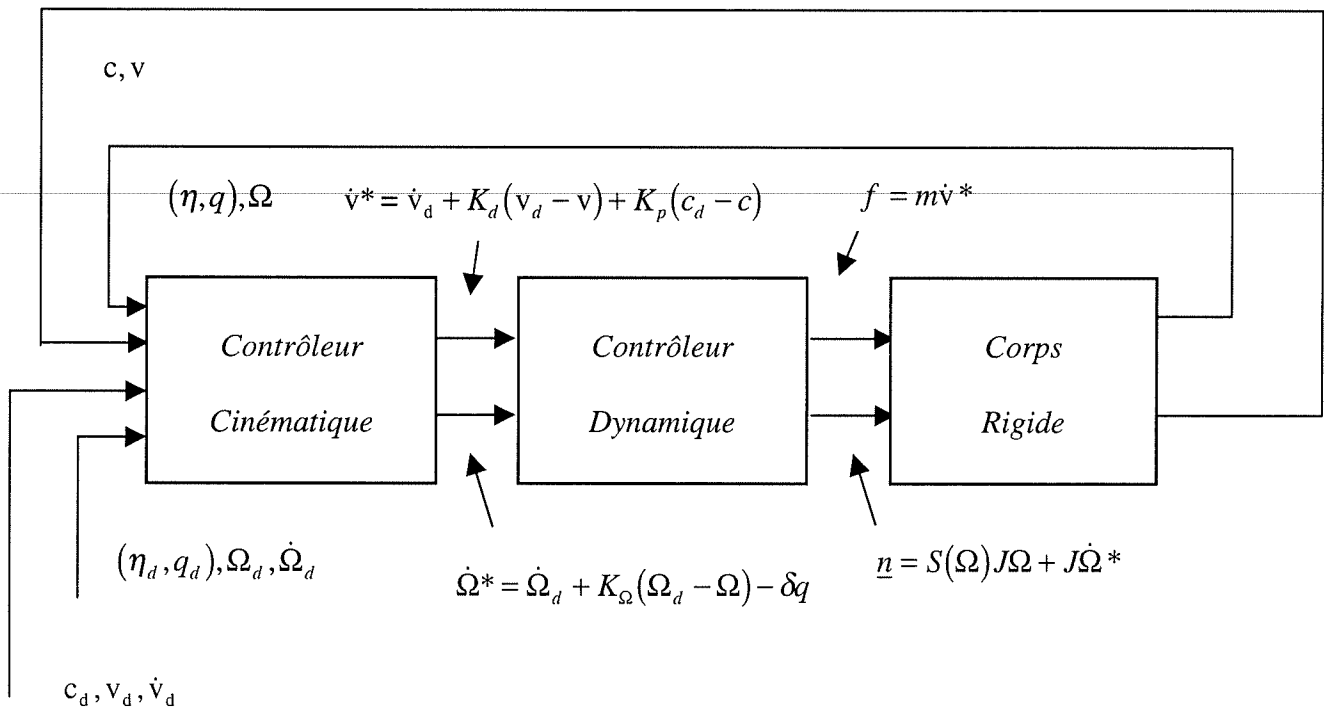 c, v
(η, q), Ω
v̇* = v̇_d + K_d(v_d − v) + K_p(c_d − c)
f = mv̇*
Contrôleur
Cinématique
Contrôleur
Dynamique
Corps
Rigide
(η_d, q_d), Ω_d, Ω̇_d
Ω̇* = Ω̇_d + K_Ω(Ω_d − Ω) − δq
n = S(Ω)JΩ + JΩ̇*
c_d, v_d, v̇_d